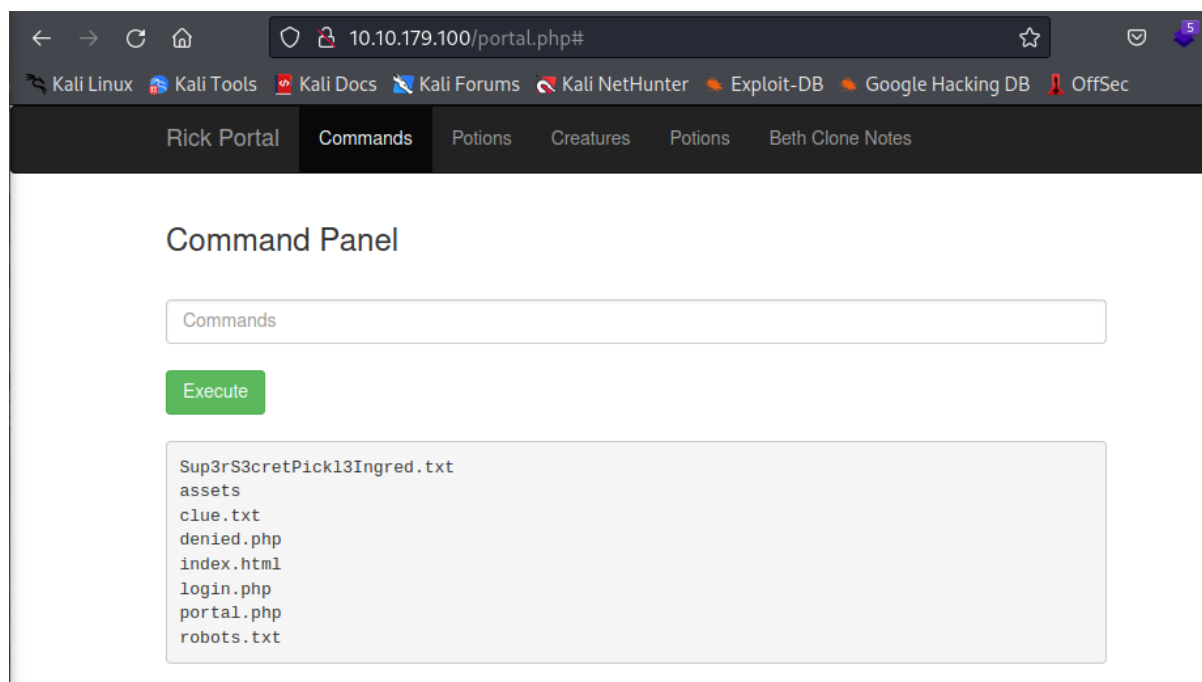 10.10.179.100/portal.php#
5
Kali Linux Kali Tools Kali Docs Kali Forums Kali NetHunter Exploit-DB Google Hacking DB OffSec
Rick Portal Commands Potions Creatures Potions Beth Clone Notes
Command Panel
Commands
Execute
Sup3rS3cretPickl3Ingred.txt
assets
clue.txt
denied.php
index.html
login.php
portal.php
robots.txt